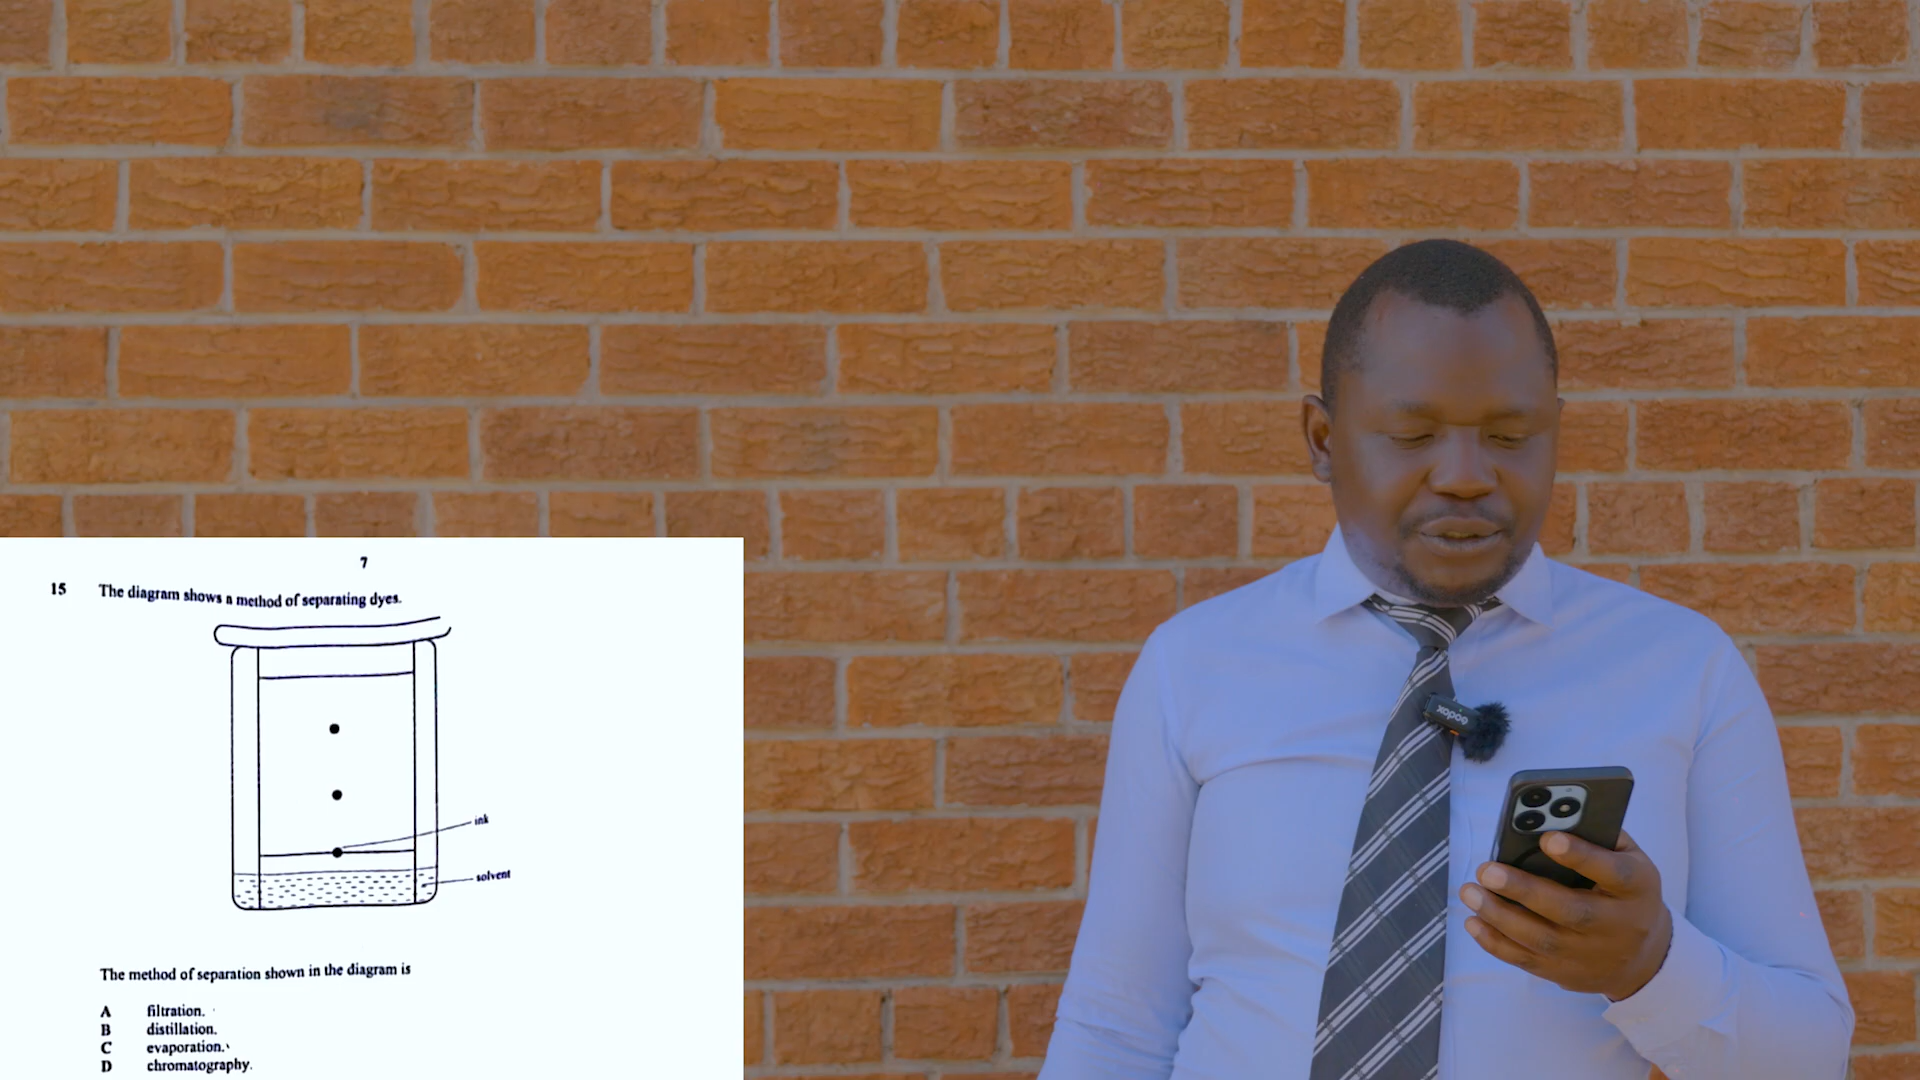 7
15 The diagram shows a method of separating dyes.
ink
solvent
The method of separation shown in the diagram is
A filtration.
B distillation.
C evaporation.
D chromatography.
Godox